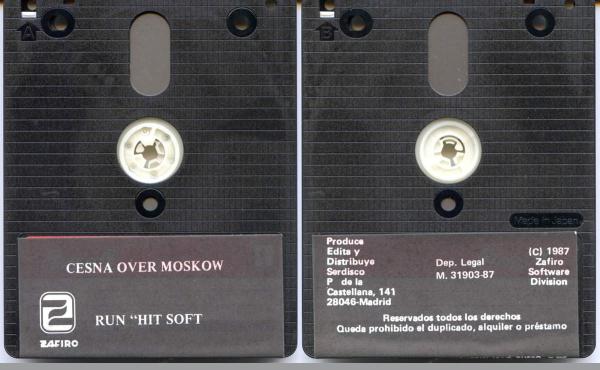 A
CESNA OVER MOSKOW
RUN "HIT SOFT
ZAFIRO
B
Made in Japan
Produce
Edita y
Distribuye
Serdisco
P de la
Castellana, 141
28046-Madrid
Dep. Legal
M. 31903-87
(C) 1987
Zafiro
Software
Division
Reservados todos los derechos
Queda prohibido el duplicado, alquiler o préstamo